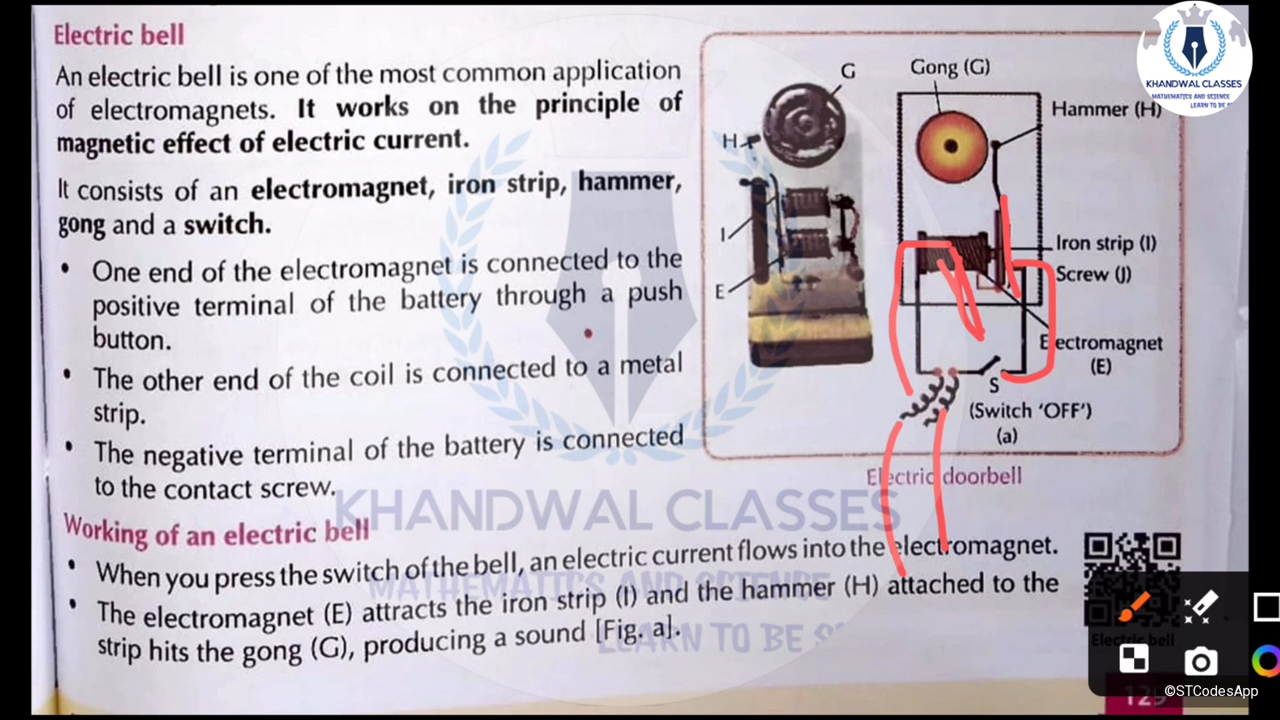 Electric bell
An electric bell is one of the most common application
of electromagnets. It works on the principle of
magnetic effect of electric current.
It consists of an electromagnet, iron strip, hammer,
gong and a switch.
• One end of the electromagnet is connected to the
positive terminal of the battery through a push
button.
• The other end of the coil is connected to a metal
strip.
• The negative terminal of the battery is connected
to the contact screw.
Working of an electric bell
• When you press the switch of the bell, an electric current flows into the electromagnet.
• The electromagnet (E) attracts the iron strip (I) and the hammer (H) attached to the
strip hits the gong (G), producing a sound [Fig. a].
G
H
I
E
Gong (G)
Hammer (H)
Iron strip (I)
Screw (J)
Electromagnet
(E)
S
(Switch 'OFF')
(a)
Electric doorbell
Electric bell
129
KHANDWAL CLASSES
MATHEMATICS AND SCIENCE
LEARN TO BE S
KHANDWAL CLASSES
MATHEMATICS AND SCIENCE
LEARN TO BE S
©STCodesApp